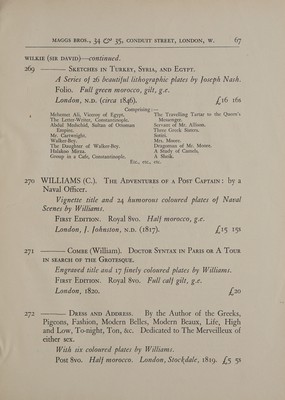 MAGGS BROS., 34 & 35, CONDUIT STREET, LONDON, W. 67
WILKIE (SIR DAVID)—continued.
269 ——— SKETCHES IN TURKEY, SYRIA, AND EGYPT.
A Series of 26 beautiful lithographic plates by Joseph Nash.
Folio. Full green morocco, gilt, g.e.
London, N.D. (circa 1846). £16 16s
Comprising:—
Mehemet Ali, Viceroy of Egypt.
The Letter-Writer, Constantinople.
Abdul Medschid, Sultan of Ottoman
Empire.
Mr. Cartwright.
Walker-Bey.
The Daughter of Walker-Bey.
Halakoo Mirza.
Group in a Café, Constantinople.
The Travelling Tartar to the Queen's
Messenger.
Servant of Mr. Allison.
Three Greek Sisters.
Sotiri.
Mrs. Moore.
Dragomen of Mr. Moore.
A Study of Camels.
A Sheik.
Etc., etc., etc.
270 WILLIAMS (C.). THE ADVENTURES OF A POST CAPTAIN: by a
Naval Officer.
Vignette title and 24 humorous coloured plates of Naval
Scenes by Williams.
FIRST EDITION. Royal 8vo. Half morocco, g.e.
London, J. Johnston, N.D. (1817). £15 15s
271 ——— COMBE (William). DOCTOR SYNTAX IN PARIS OR A TOUR
IN SEARCH OF THE GROTESQUE.
Engraved title and 17 finely coloured plates by Williams.
FIRST EDITION. Royal 8vo. Full calf gilt, g.e.
London, 1820. £20
272 ——— DRESS AND ADDRESS. By the Author of the Greeks,
Pigeons, Fashion, Modern Belles, Modern Beaux, Life, High
and Low, To-night, Ton, &c. Dedicated to The Merveilleux of
either sex.
With six coloured plates by Williams.
Post 8vo. Half morocco. London, Stockdale, 1819. £5 5s